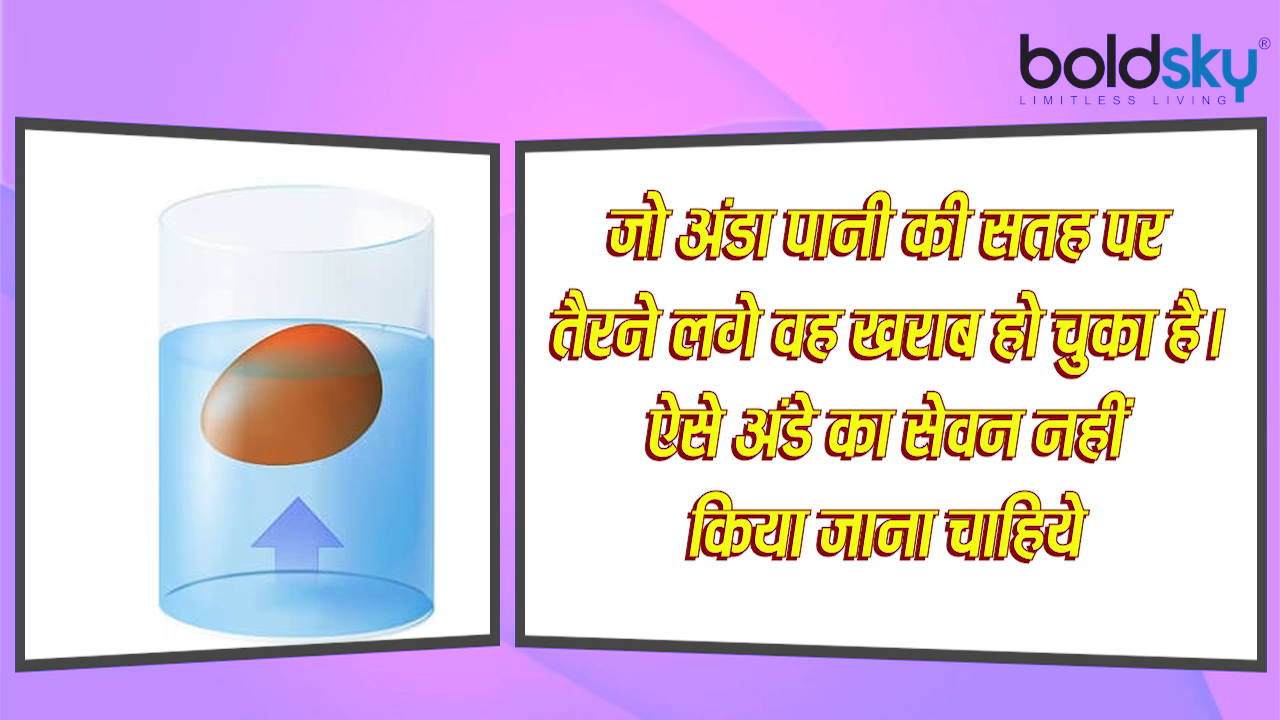 boldsky®
LIMITLESS LIVING
जो अंडा पानी की सतह पर
तैरने लगे वह खराब हो चुका है।
ऐसे अंडे का सेवन नहीं
किया जाना चाहिये